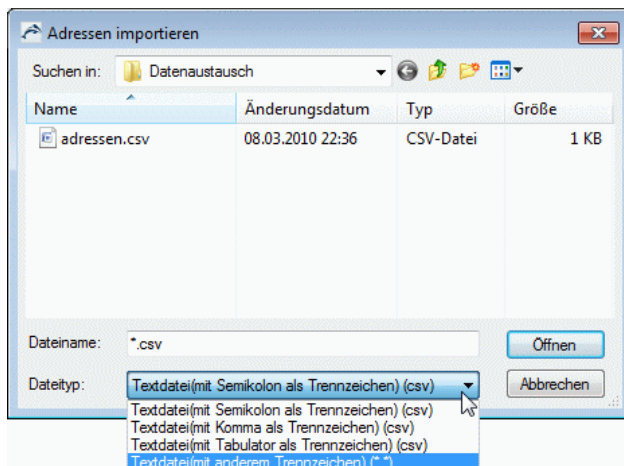 Adressen importieren
Suchen in: Datenaustausch
Name Änderungsdatum Typ Größe
adressen.csv 08.03.2010 22:36 CSV-Datei 1 KB
Dateiname: *.csv Öffnen
Dateityp: Textdatei(mit Semikolon als Trennzeichen) (csv) Abbrechen
Textdatei(mit Semikolon als Trennzeichen) (csv)
Textdatei(mit Komma als Trennzeichen) (csv)
Textdatei(mit Tabulator als Trennzeichen) (csv)
Textdatei(mit anderem Trennzeichen) (*.*)